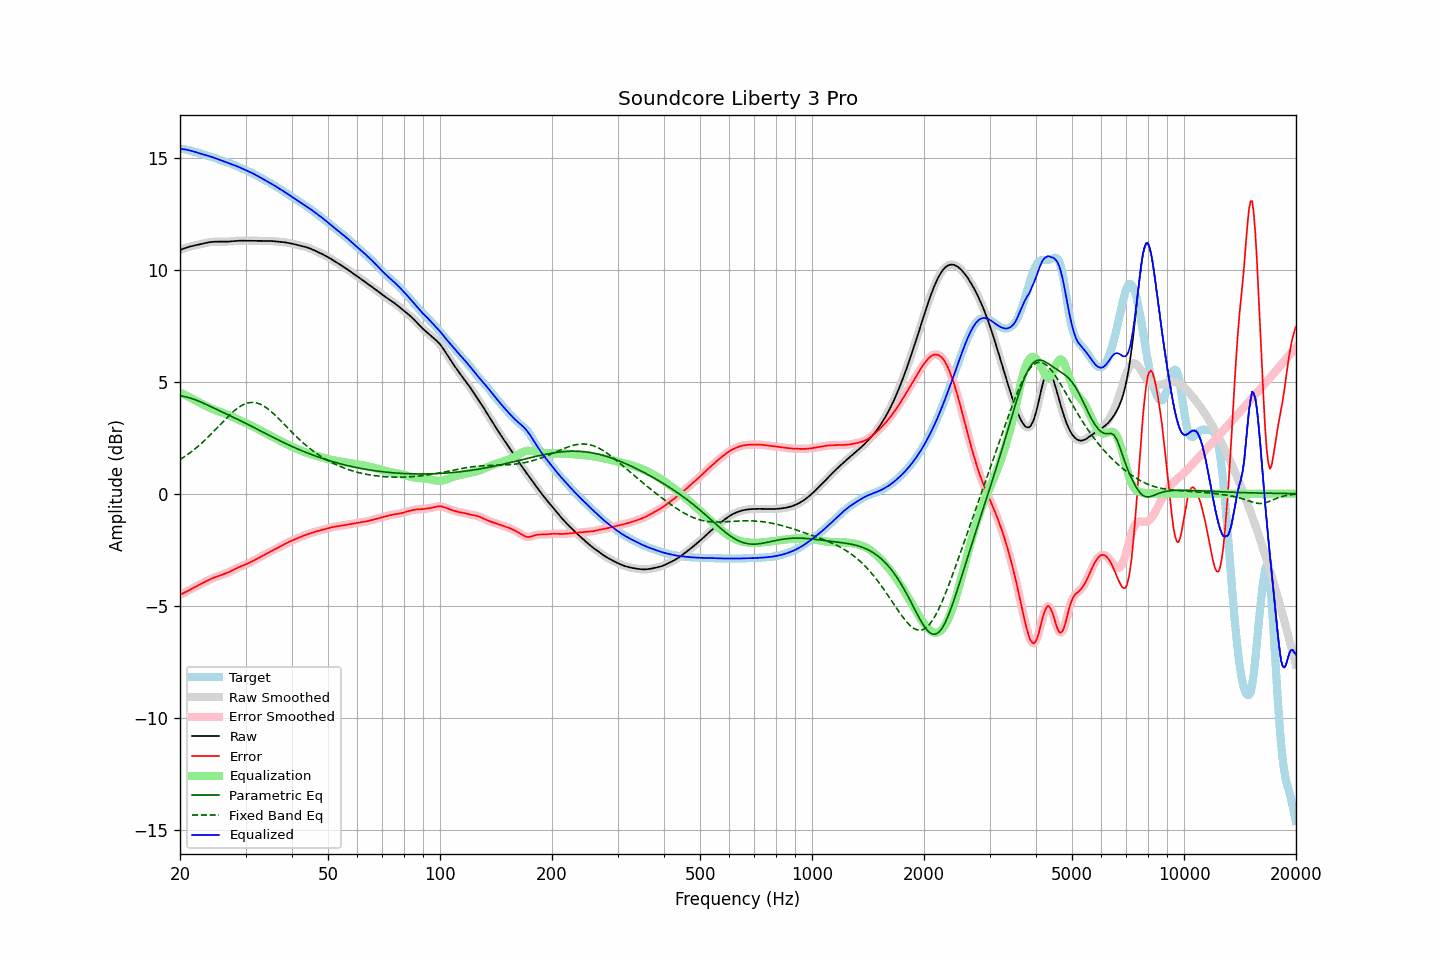 Soundcore Liberty 3 Pro
Amplitude (dBr)
15
10
5
0
−5
−10
−15
Target
Raw Smoothed
Error Smoothed
Raw
Error
Equalization
Parametric Eq
Fixed Band Eq
Equalized
20 50 100 200 500 1000 2000 5000 10000 20000
Frequency (Hz)